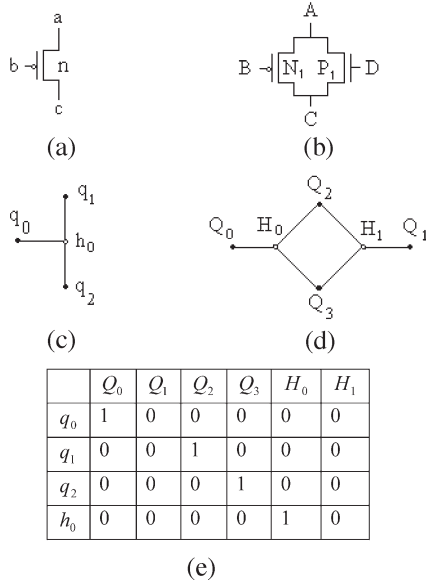 a
b n
c
(a)
A
B N1 P1 D
C
(b)
q0 q1 h0 q2
(c)
Q0 H0 Q2 H1 Q1
Q3
(d)
Q0 Q1 Q2 Q3 H0 H1
q0 1 0 0 0 0 0
q1 0 0 1 0 0 0
q2 0 0 0 1 0 0
h0 0 0 0 0 1 0
(e)